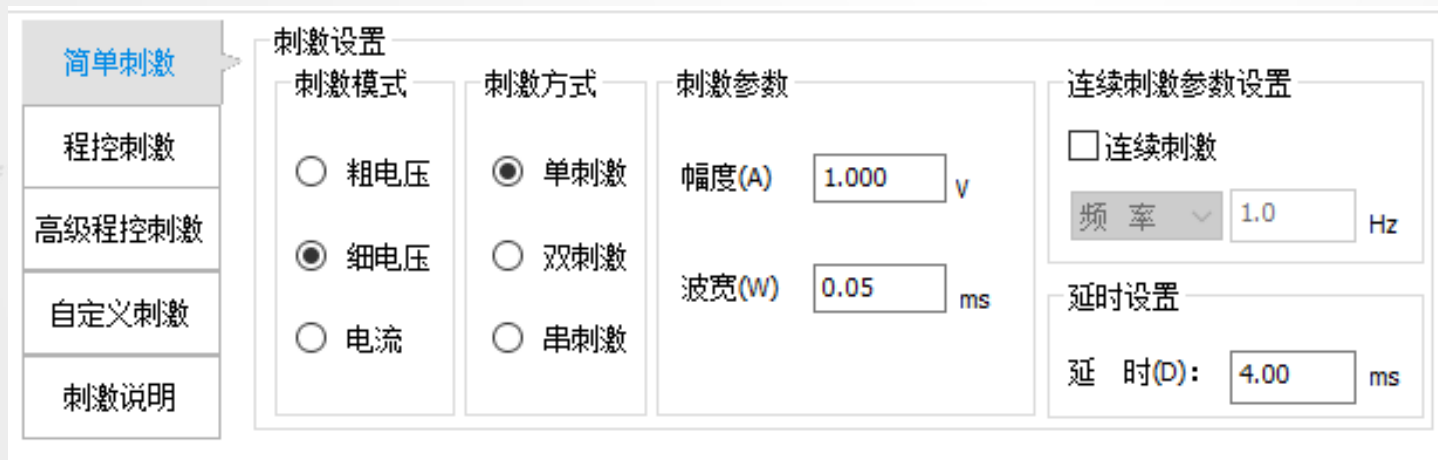 简单刺激
程控刺激
高级程控刺激
自定义刺激
刺激说明
刺激设置
刺激模式
粗电压
细电压
电流
刺激方式
单刺激
双刺激
串刺激
刺激参数
幅度(A) 1.000 V
波宽(W) 0.05 ms
连续刺激参数设置
连续刺激
频 率 1.0 Hz
延时设置
延 时(D)： 4.00 ms